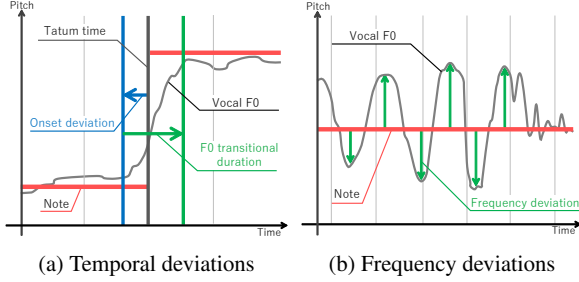 Pitch
Tatum time
Vocal F0
Onset deviation
F0 transitional
duration
Note
Time
(a) Temporal deviations
Pitch
Vocal F0
Note
Frequency deviation
Time
(b) Frequency deviations